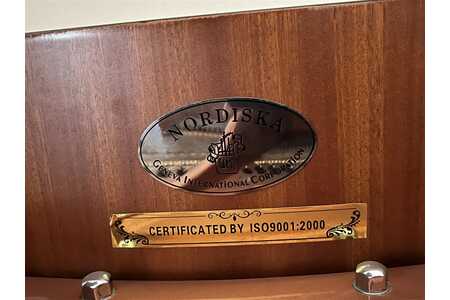 NORDISKA
GENEVA INTERNATIONAL CORPORATION
CERTIFICATED BY ISO9001:2000